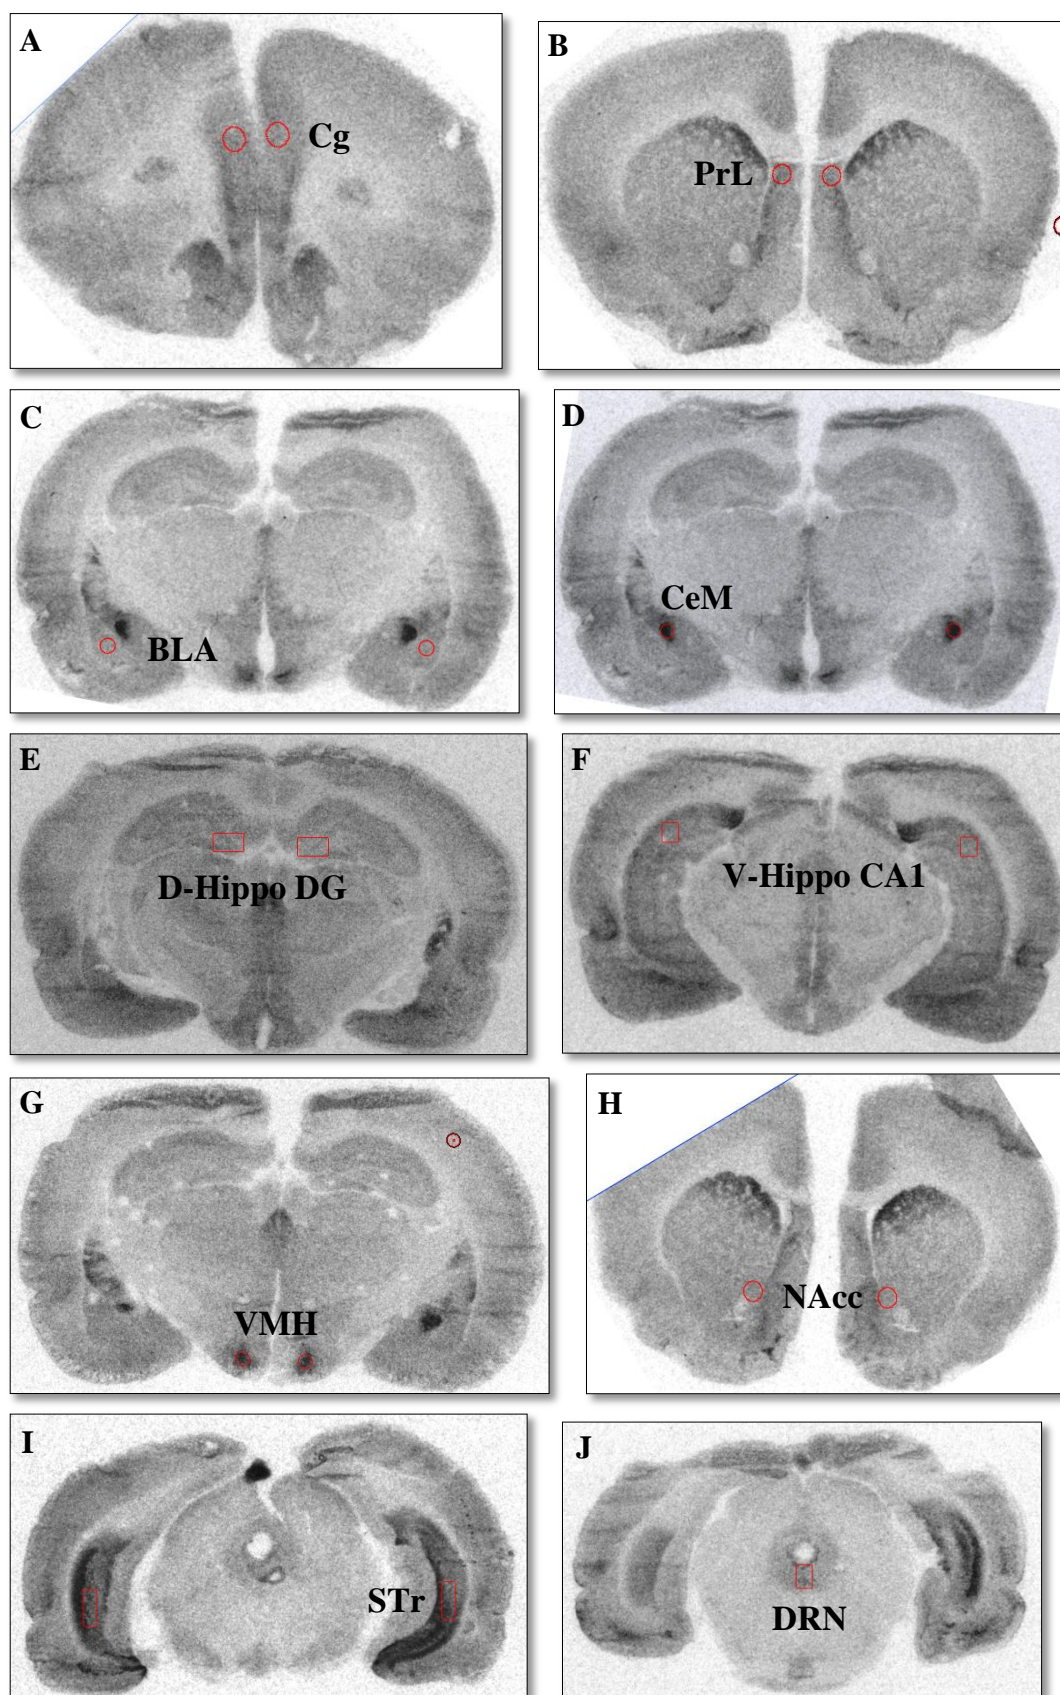 A
Cg
B
PrL
C
BLA
D
CeM
E
D-Hippo DG
F
V-Hippo CA1
G
VMH
H
NAcc
I
STr
J
DRN